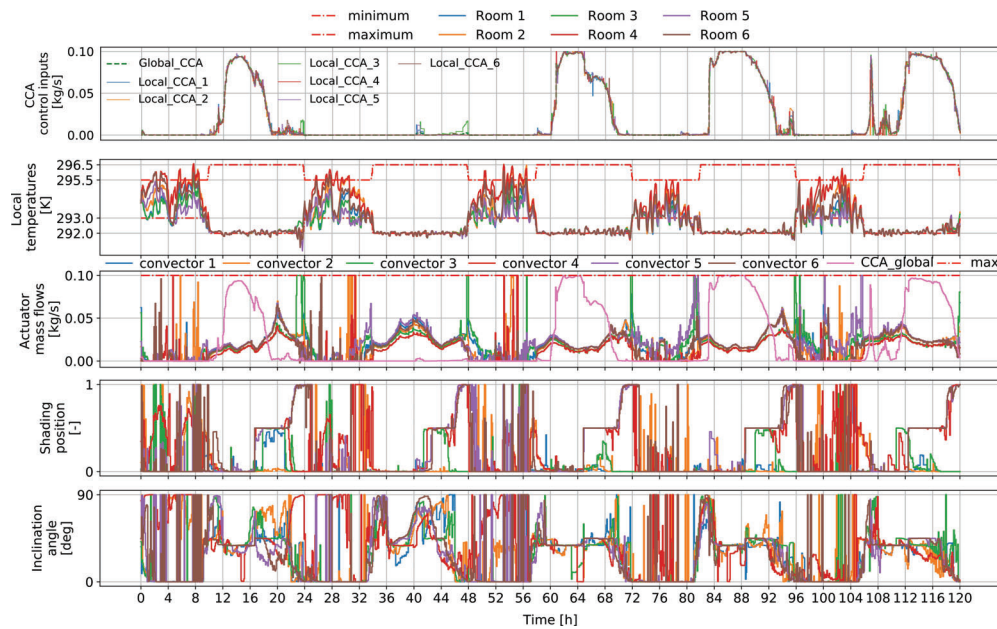 minimum Room 1 Room 3 Room 5
maximum Room 2 Room 4 Room 6
CCA
control inputs
[kg/s]
0.10
0.05
0.00
Global_CCA Local_CCA_3 Local_CCA_6
Local_CCA_1 Local_CCA_4
Local_CCA_2 Local_CCA_5
Local
temperatures
[K]
296.5
295.5
293.0
292.0
convector 1 convector 2 convector 3 convector 4 convector 5 convector 6 CCA_global max
Actuator
mass flows
[kg/s]
0.10
0.05
0.00
Shading
position
[-]
1
0
Inclination
angle
[deg]
90
0
0 4 8 12 16 20 24 28 32 36 40 44 48 52 56 60 64 68 72 76 80 84 88 92 96 100 104 108 112 116 120
Time [h]